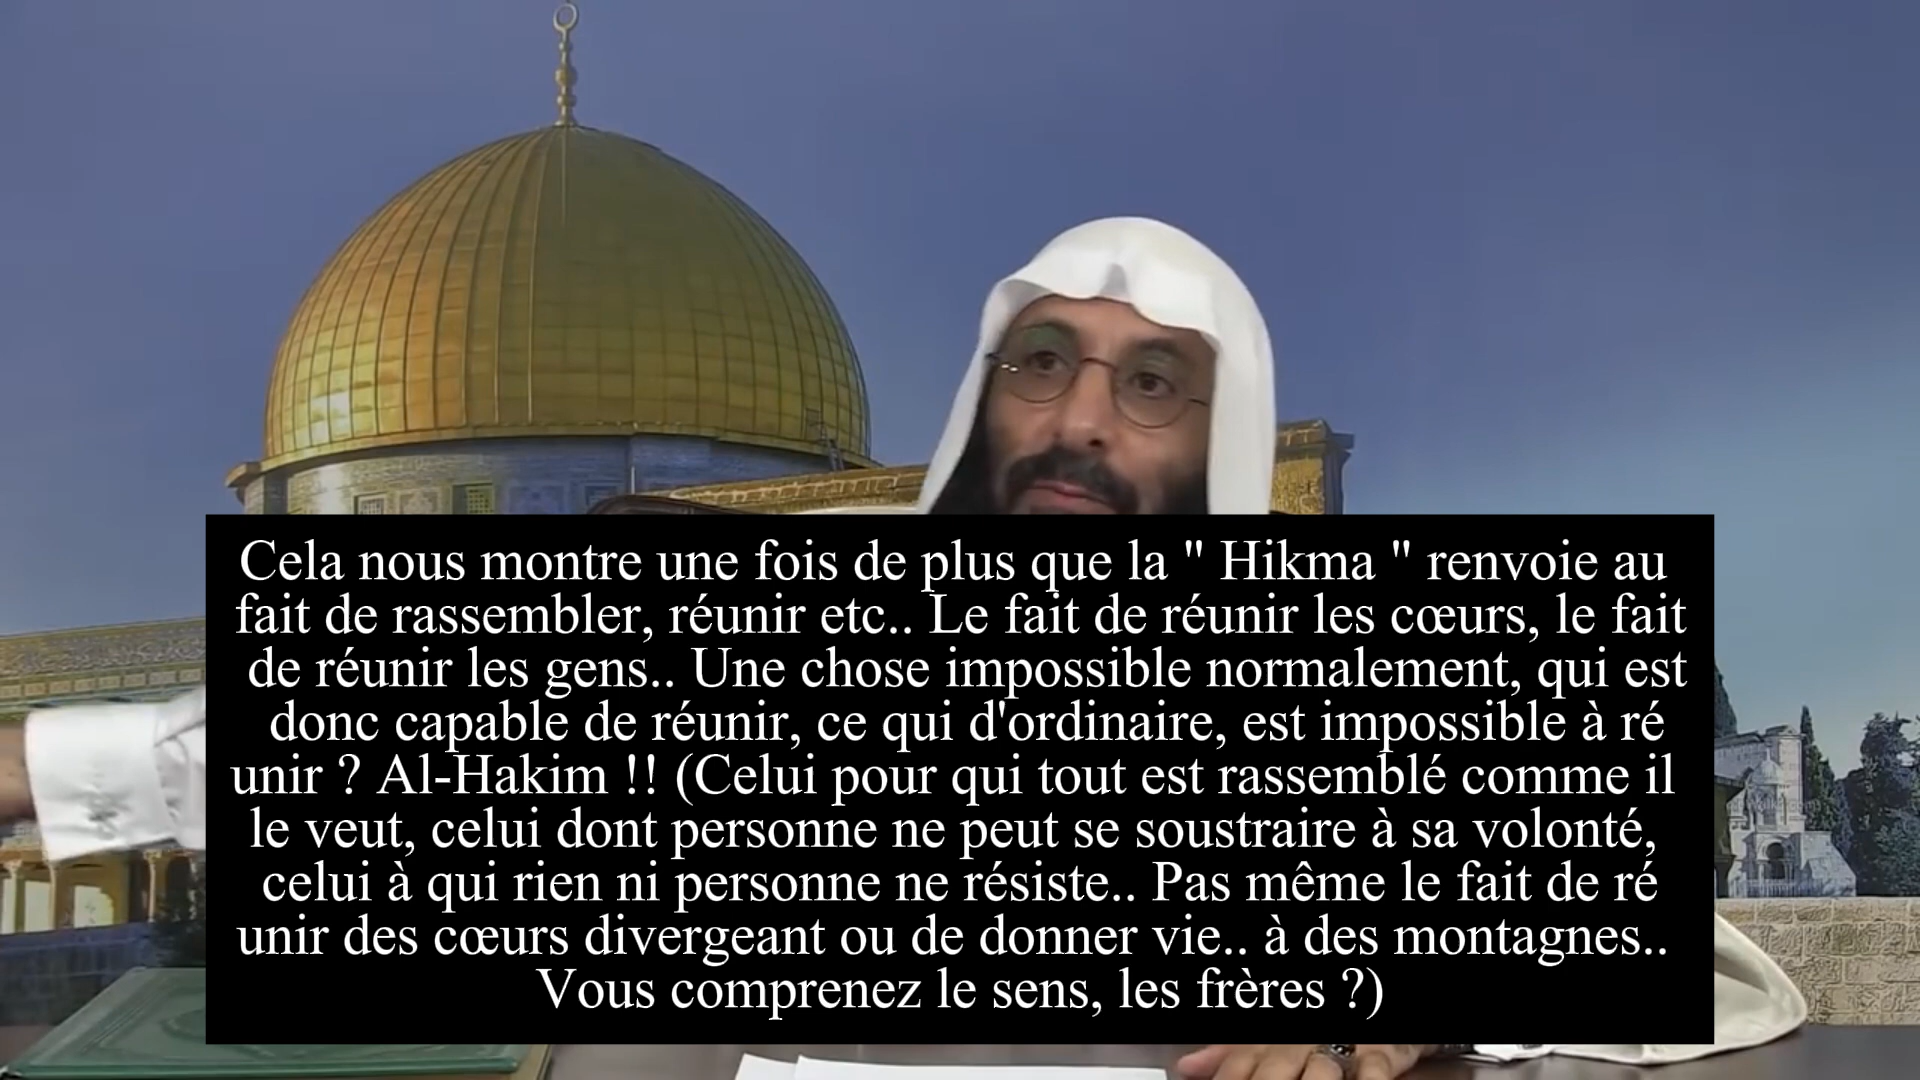 Cela nous montre une fois de plus que la " Hikma " renvoie au
fait de rassembler, réunir etc.. Le fait de réunir les cœurs, le fait
de réunir les gens.. Une chose impossible normalement, qui est
donc capable de réunir, ce qui d'ordinaire, est impossible à ré
unir ? Al-Hakim !! (Celui pour qui tout est rassemblé comme il
le veut, celui dont personne ne peut se soustraire à sa volonté,
celui à qui rien ni personne ne résiste.. Pas même le fait de ré
unir des cœurs divergeant ou de donner vie.. à des montagnes..
Vous comprenez le sens, les frères ?)